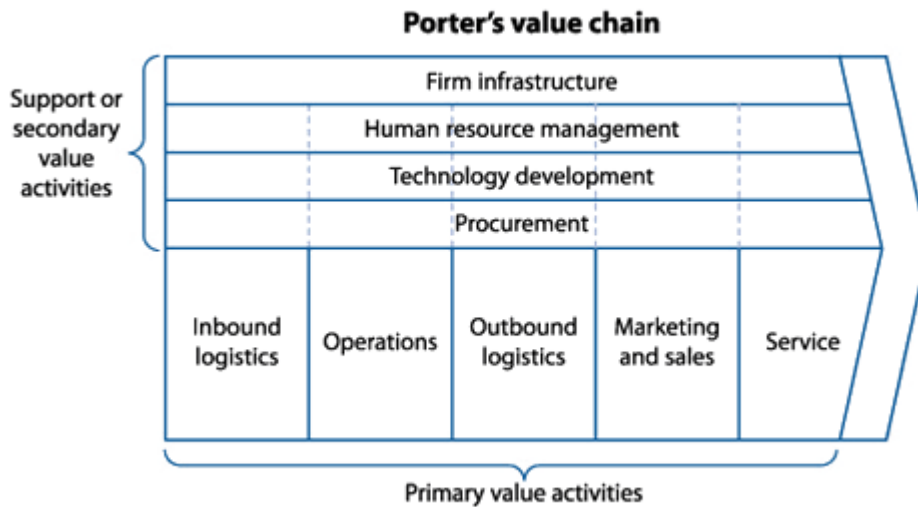 Porter's value chain
Support or
secondary
value
activities
Firm infrastructure
Human resource management
Technology development
Procurement
Inbound
logistics
Operations
Outbound
logistics
Marketing
and sales
Service
Primary value activities